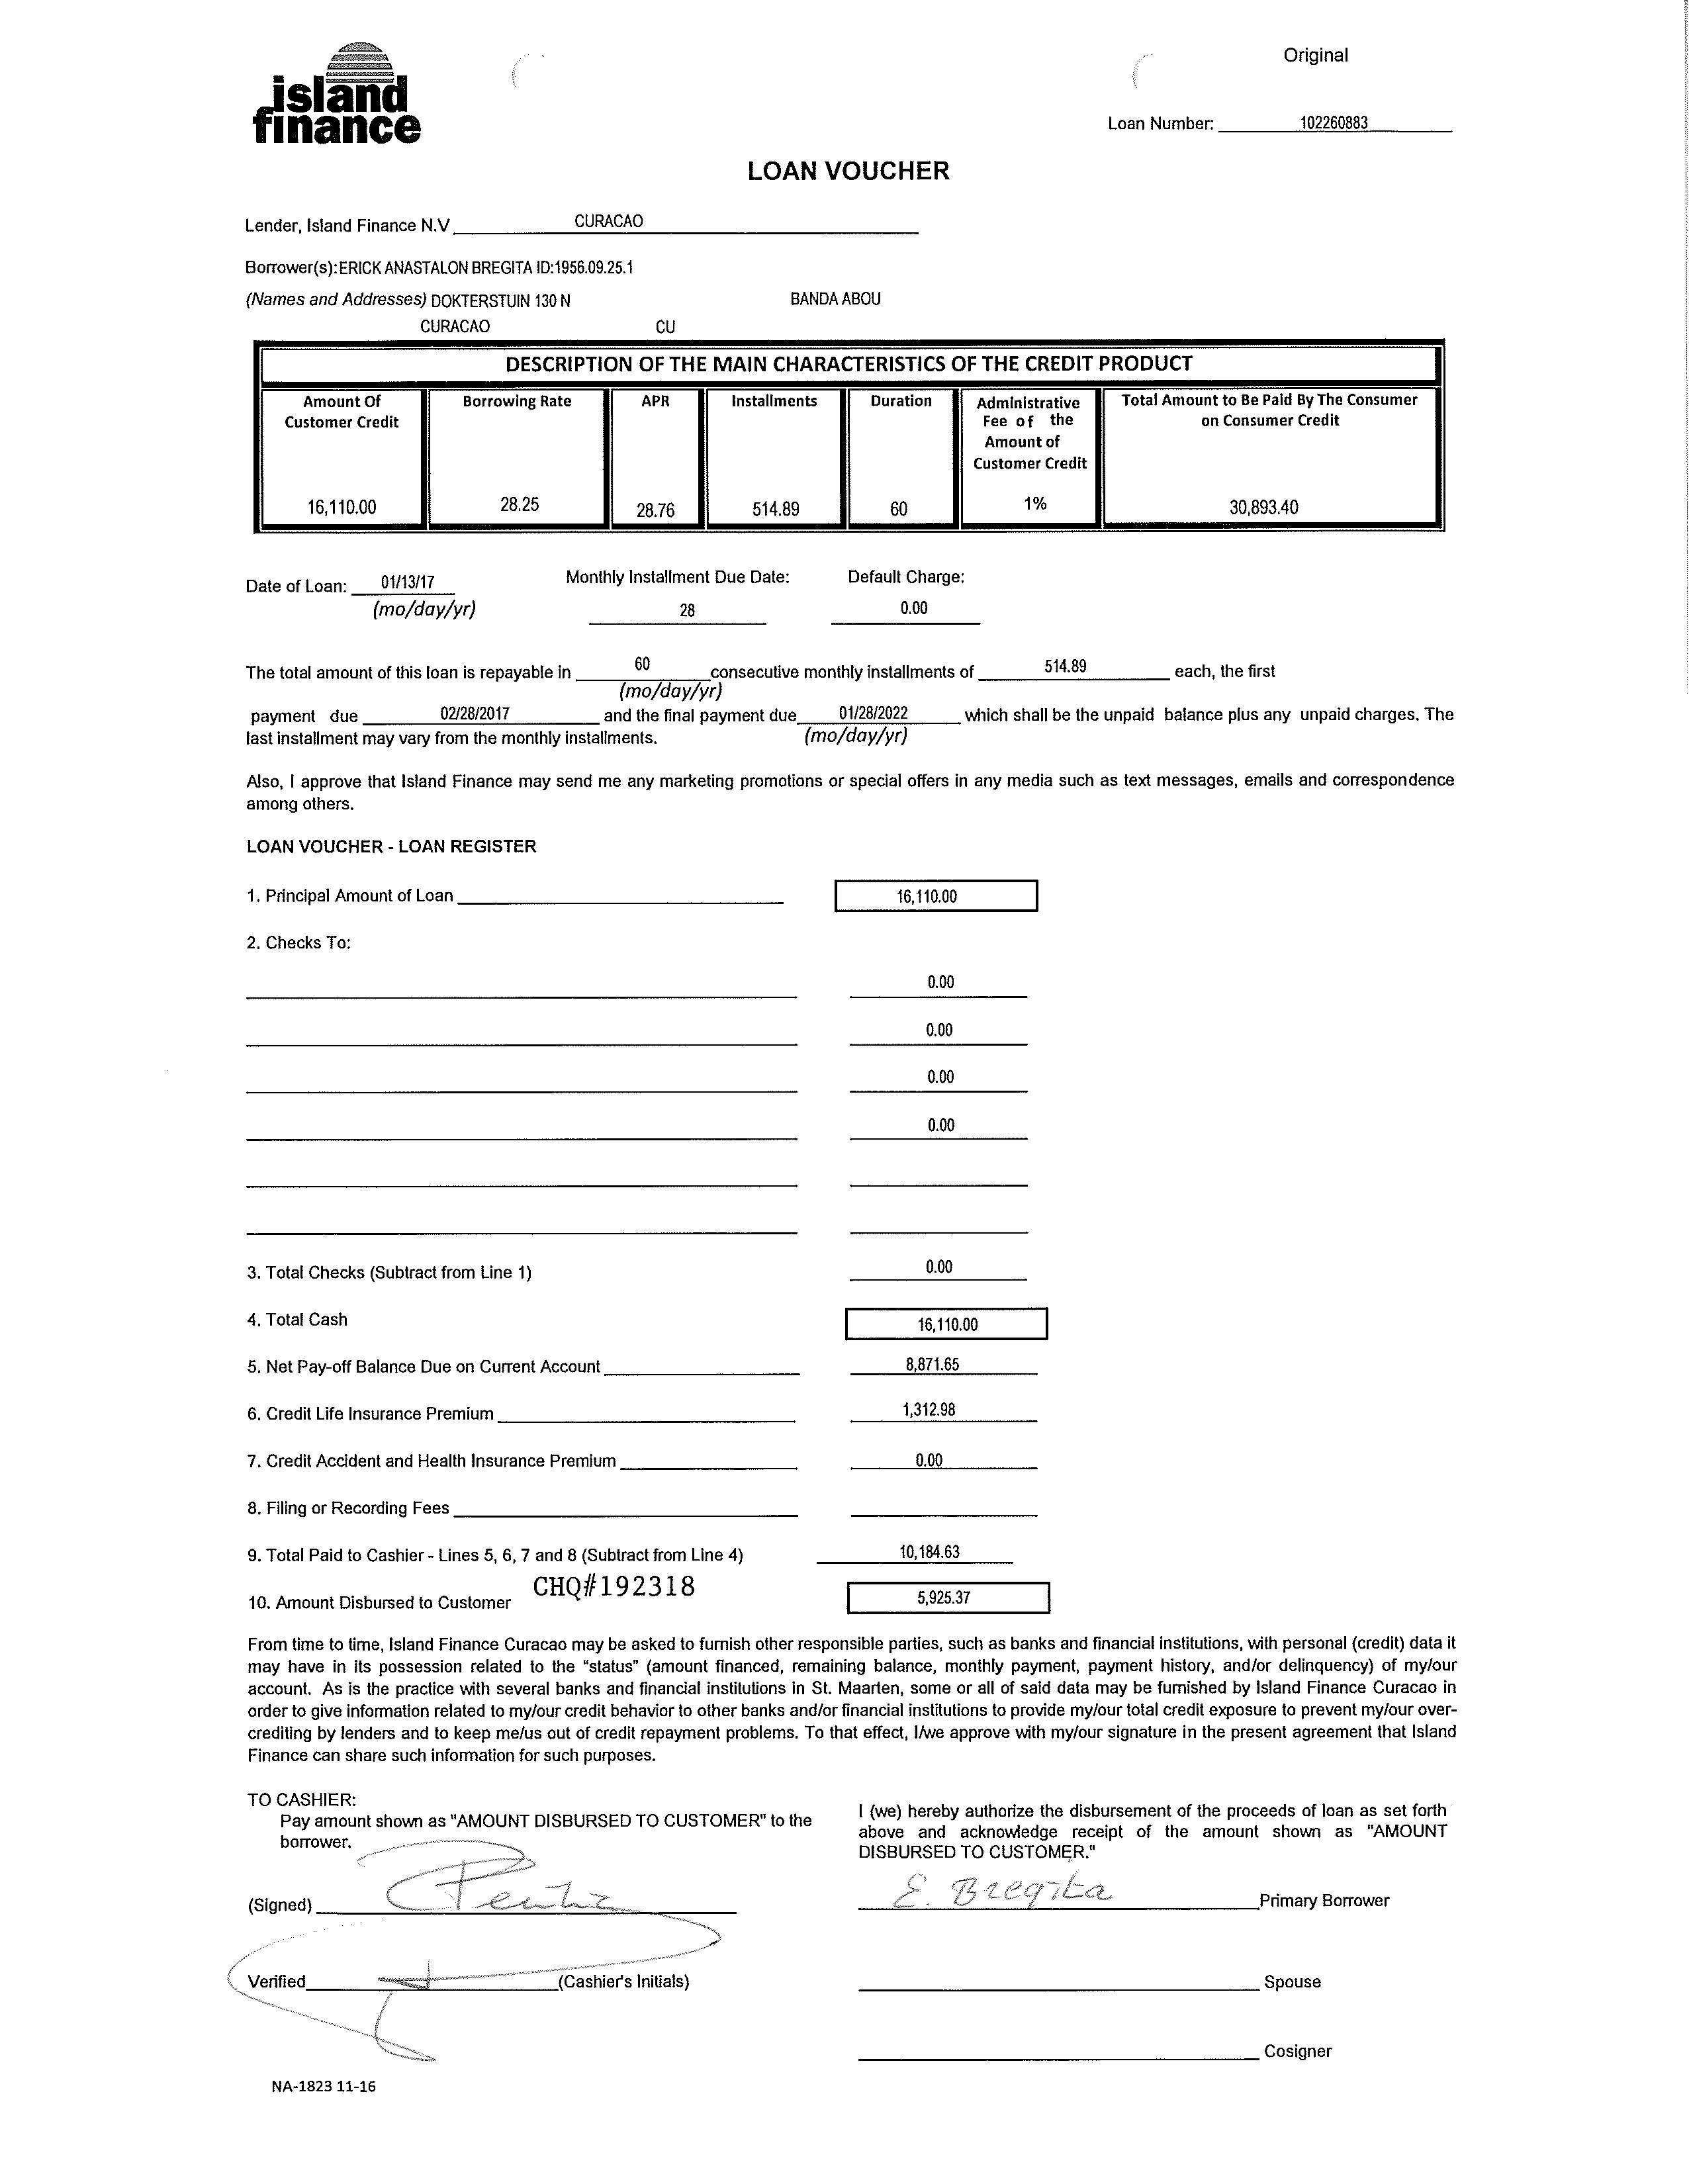 island
finance
Original
Loan Number: 102260883
LOAN VOUCHER
Lender, Island Finance N.V CURACAO
Borrower(s): ERICK ANASTALON BREGITA ID:1956.09.25.1
(Names and Addresses) DOKTERSTUIN 130 N BANDA ABOU
CURACAO CU
DESCRIPTION OF THE MAIN CHARACTERISTICS OF THE CREDIT PRODUCT
Amount Of Customer Credit Borrowing Rate APR Installments Duration Administrative Fee of the Amount of Customer Credit Total Amount to Be Paid By The Consumer on Consumer Credit
16,110.00 28.25 28.76 514.89 60 1% 30,893.40
Date of Loan: 01/13/17 Monthly Installment Due Date: Default Charge:
(mo/day/yr) 28 0.00
The total amount of this loan is repayable in 60 consecutive monthly installments of 514.89 each, the first
(mo/day/yr)
payment due 02/28/2017 and the final payment due 01/28/2022 which shall be the unpaid balance plus any unpaid charges. The
last installment may vary from the monthly installments. (mo/day/yr)
Also, I approve that Island Finance may send me any marketing promotions or special offers in any media such as text messages, emails and correspondence
among others.
LOAN VOUCHER - LOAN REGISTER
1. Principal Amount of Loan 16,110.00
2. Checks To:
0.00
0.00
0.00
0.00
3. Total Checks (Subtract from Line 1) 0.00
4. Total Cash 16,110.00
5. Net Pay-off Balance Due on Current Account 8,871.65
6. Credit Life Insurance Premium 1,312.98
7. Credit Accident and Health Insurance Premium 0.00
8. Filing or Recording Fees
9. Total Paid to Cashier - Lines 5, 6, 7 and 8 (Subtract from Line 4) 10,184.63
10. Amount Disbursed to Customer CHQ#192318 5,925.37
From time to time, Island Finance Curacao may be asked to furnish other responsible parties, such as banks and financial institutions, with personal (credit) data it
may have in its possession related to the “status” (amount financed, remaining balance, monthly payment, payment history, and/or delinquency) of my/our
account. As is the practice with several banks and financial institutions in St. Maarten, some or all of said data may be furnished by Island Finance Curacao in
order to give information related to my/our credit behavior to other banks and/or financial institutions to provide my/our total credit exposure to prevent my/our over-
crediting by lenders and to keep me/us out of credit repayment problems. To that effect, I/we approve with my/our signature in the present agreement that Island
Finance can share such information for such purposes.
TO CASHIER:
Pay amount shown as "AMOUNT DISBURSED TO CUSTOMER" to the
borrower.
I (we) hereby authorize the disbursement of the proceeds of loan as set forth
above and acknowledge receipt of the amount shown as "AMOUNT
DISBURSED TO CUSTOMER."
(Signed)
E. Bregita Primary Borrower
Verified (Cashier's Initials)
Spouse
Cosigner
NA-1823 11-16